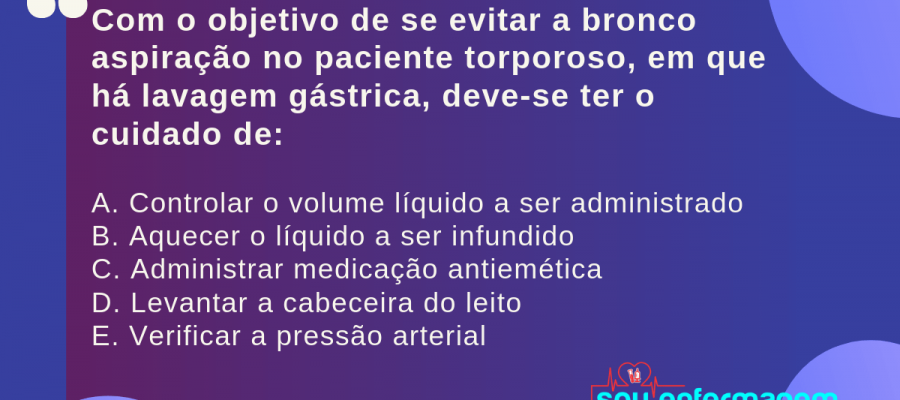 Com o objetivo de se evitar a bronco
aspiração no paciente torporoso, em que
há lavagem gástrica, deve-se ter o
cuidado de:
A. Controlar o volume líquido a ser administrado
B. Aquecer o líquido a ser infundido
C. Administrar medicação antiemética
D. Levantar a cabeceira do leito
E. Verificar a pressão arterial
sou enfermagem